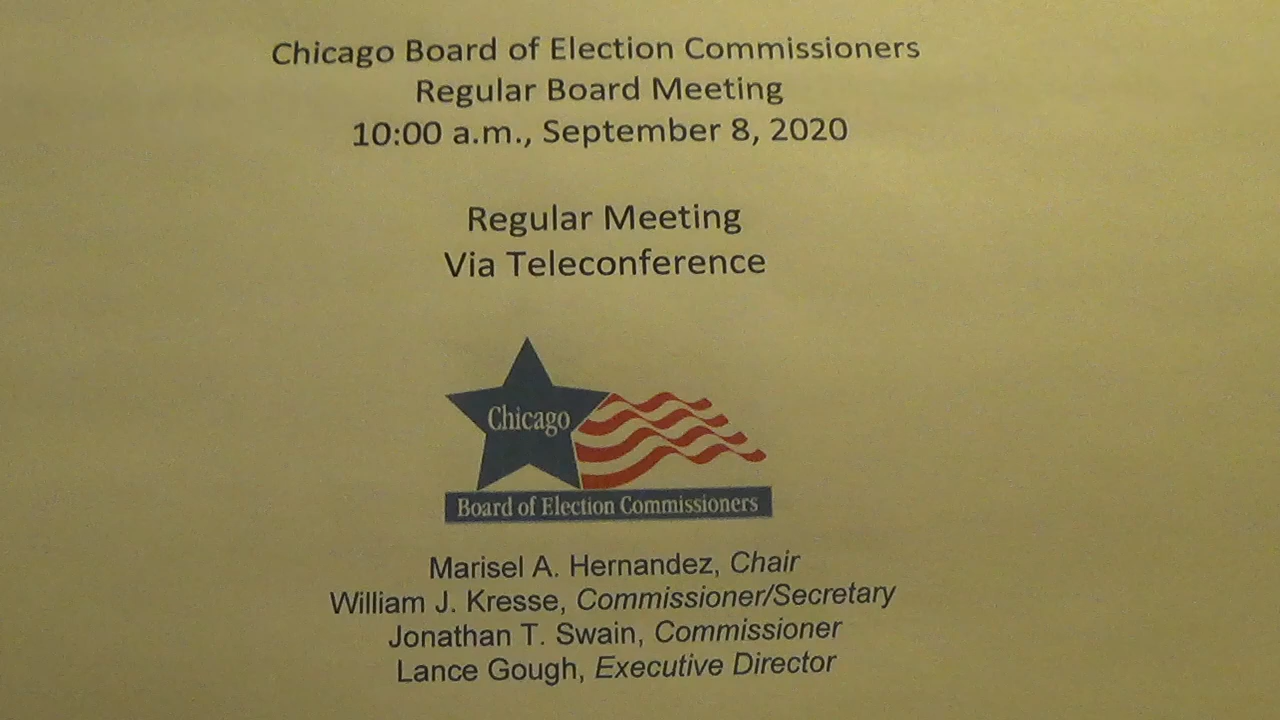 Chicago Board of Election Commissioners
Regular Board Meeting
10:00 a.m., September 8, 2020
Regular Meeting
Via Teleconference
Chicago
Board of Election Commissioners
Marisel A. Hernandez, Chair
William J. Kresse, Commissioner/Secretary
Jonathan T. Swain, Commissioner
Lance Gough, Executive Director